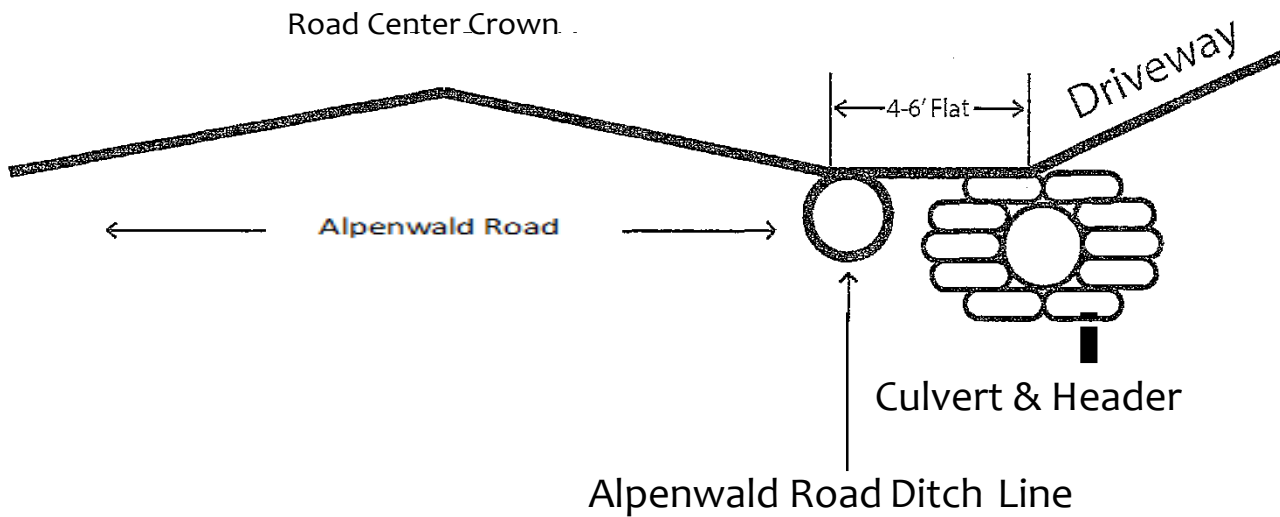 Road Center Crown
Driveway
4-6' Flat
Alpenwald Road
Culvert & Header
Alpenwald Road Ditch Line